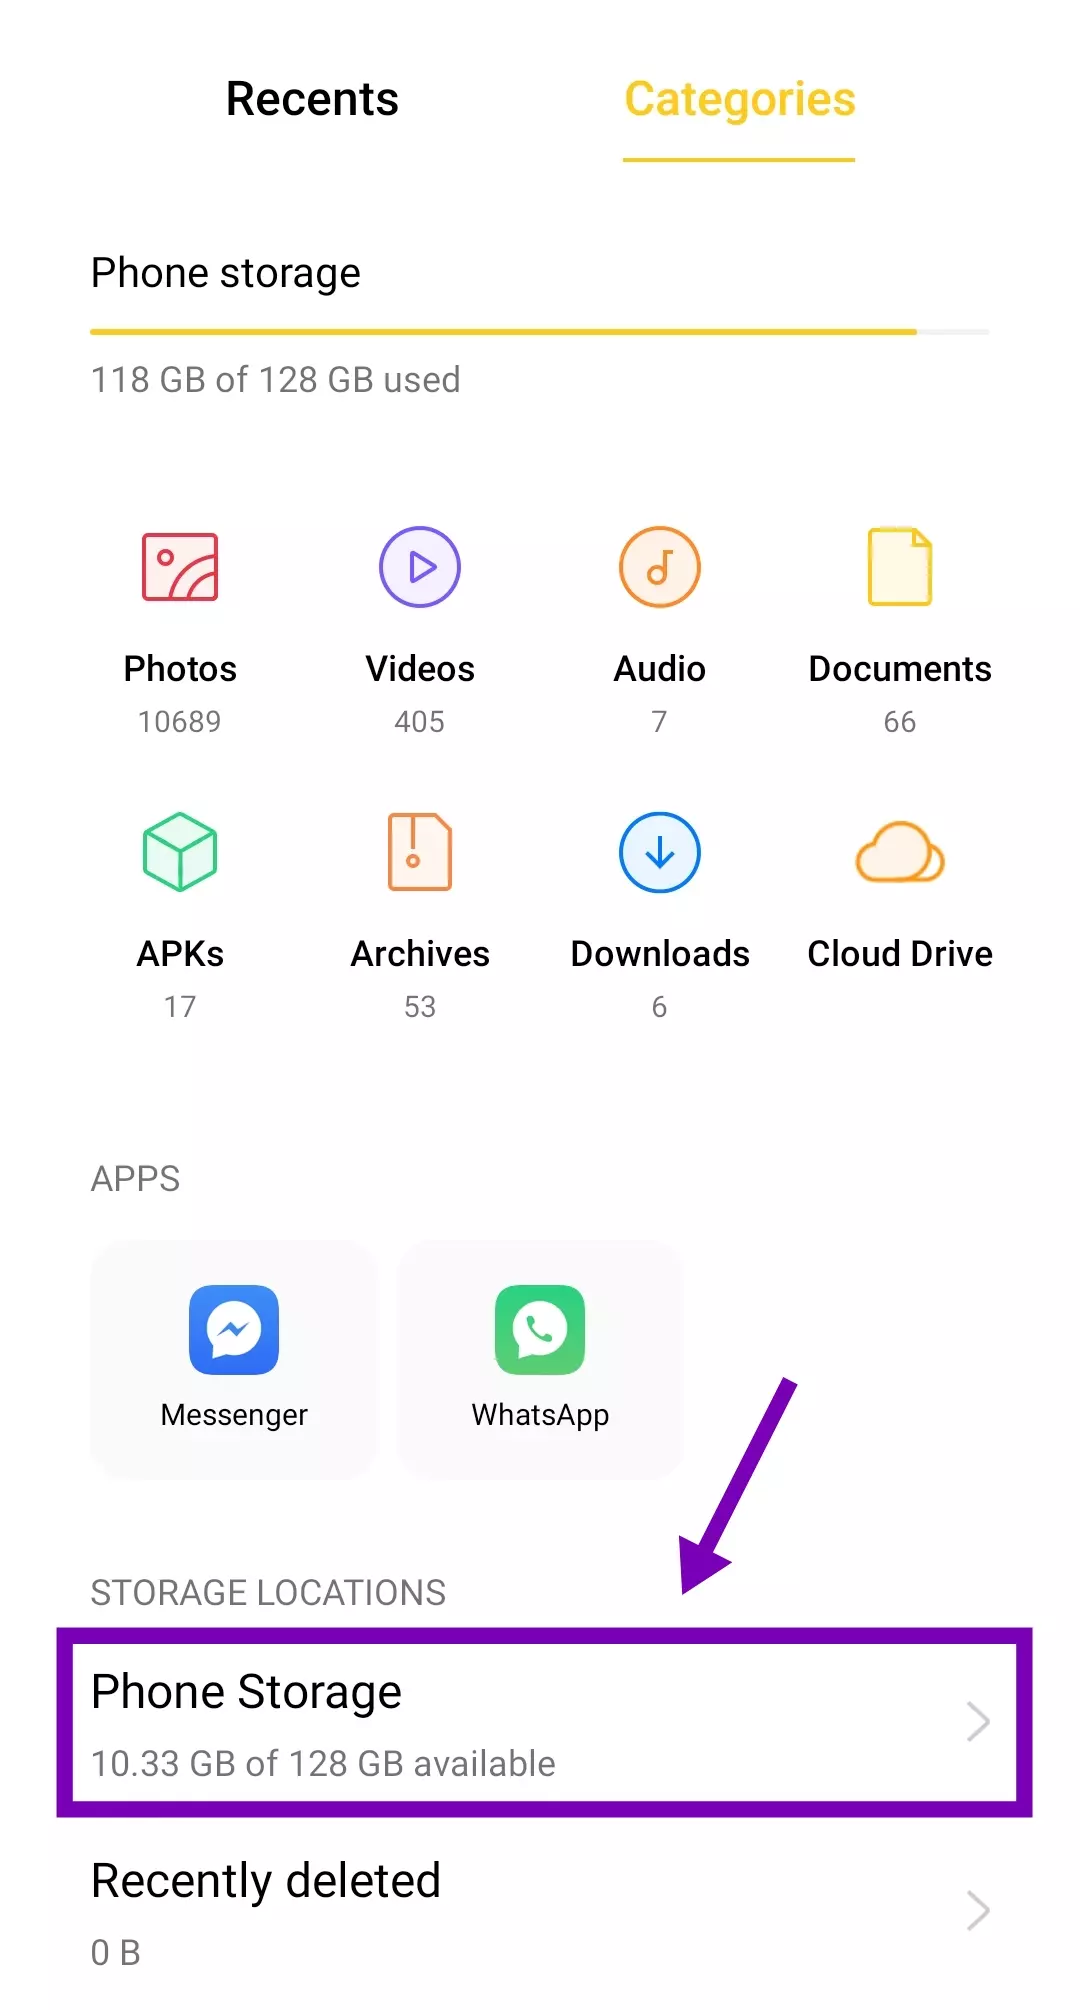 Recents Categories
Phone storage
118 GB of 128 GB used
Photos Videos Audio Documents
10689 405 7 66
APKs Archives Downloads Cloud Drive
17 53 6
APPS
Messenger WhatsApp
STORAGE LOCATIONS
Phone Storage
10.33 GB of 128 GB available
Recently deleted
0 B